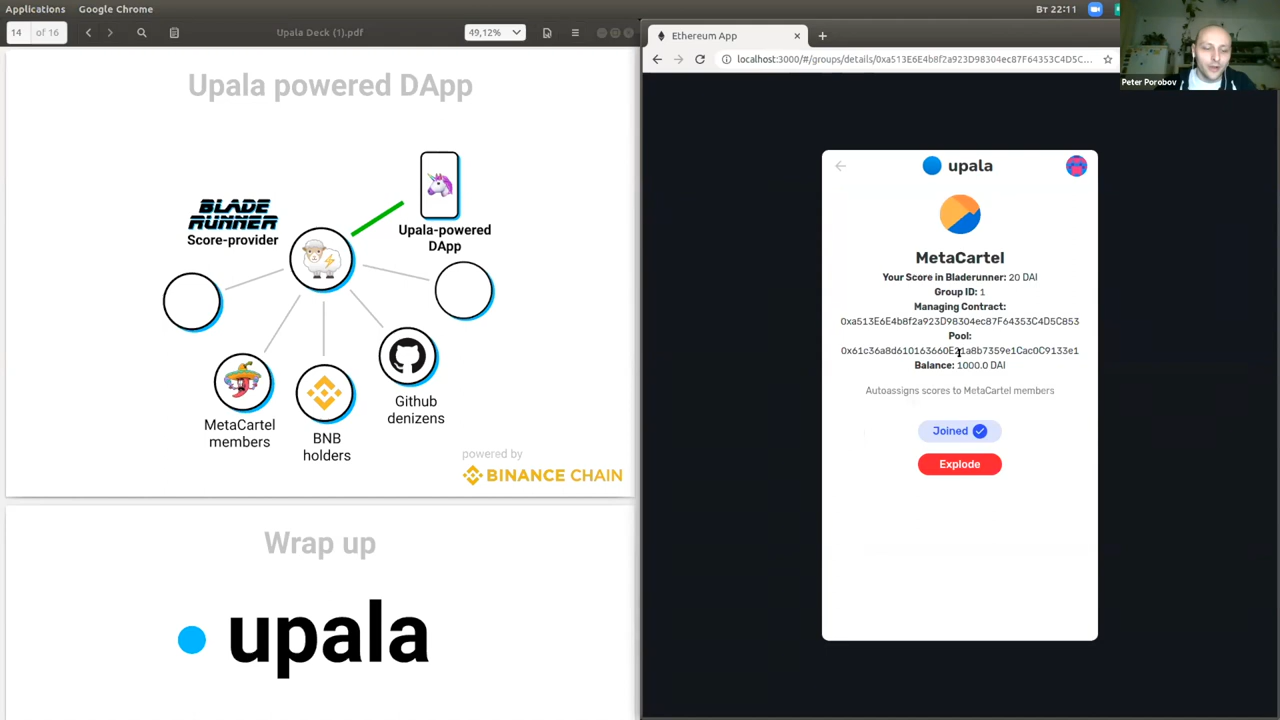 Applications
Google Chrome
Вт 22:11
14
of 16
Upala Deck (1).pdf
49,12%
Upala powered DApp
BLADE
RUNNER
Score-provider
Upala-powered
DApp
MetaCartel
members
BNB
holders
Github
denizens
powered by
BINANCE CHAIN
Wrap up
upala
Ethereum App
localhost:3000/#/groups/details/0xa513E6E4b8f2a923D98304ec87F64353C4D5C...
upala
MetaCartel
Your Score in Bladerunner: 20 DAI
Group ID: 1
Managing Contract:
0xa513E6E4b8f2a923D98304ec87F64353C4D5C853
Pool:
0x61c36a8d610163660E21a8b7359e1Cac0C9133e1
Balance: 1000.0 DAI
Autoassigns scores to MetaCartel members
Joined
Explode
Peter Porobov